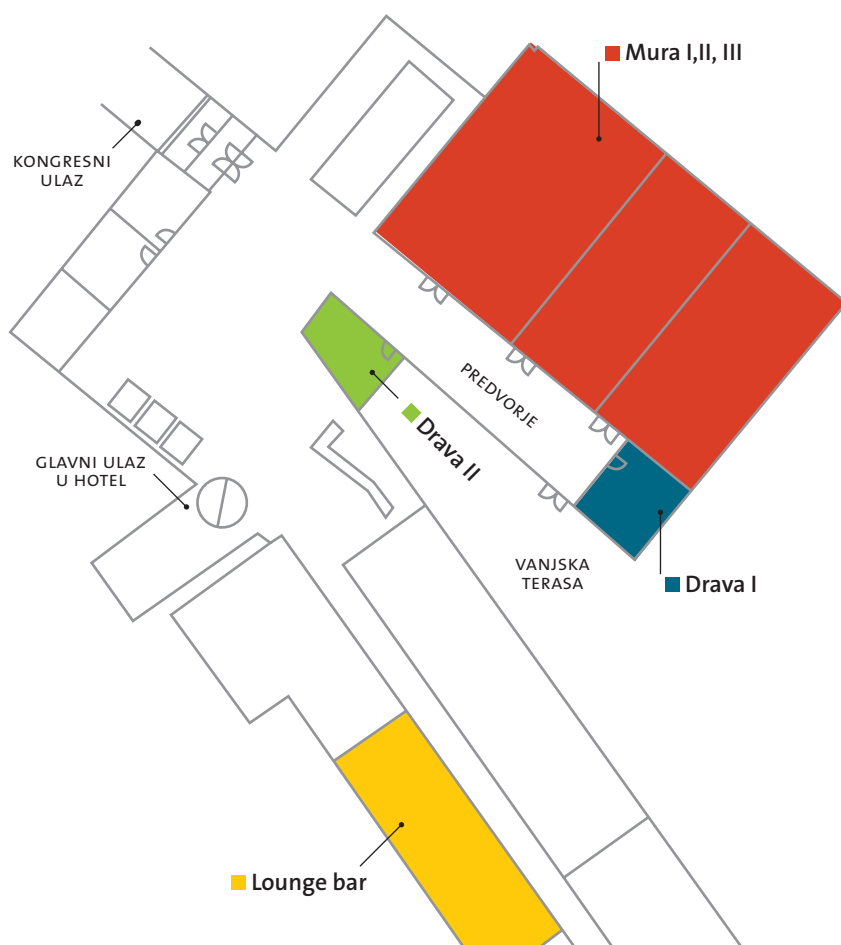 Mura I,II, III
KONGRESNI
ULAZ
PREDVORJE
Drava II
GLAVNI ULAZ
U HOTEL
VANJSKA
TERASA
Drava I
Lounge bar